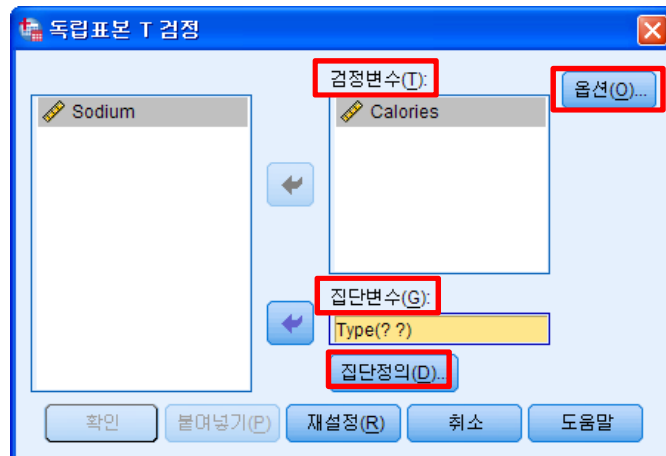 독립표본 T 검정
검정변수(T):
옵션(O)...
Sodium
Calories
집단변수(G):
Type(? ?)
집단정의(D)...
확인
붙여넣기(P)
재설정(R)
취소
도움말